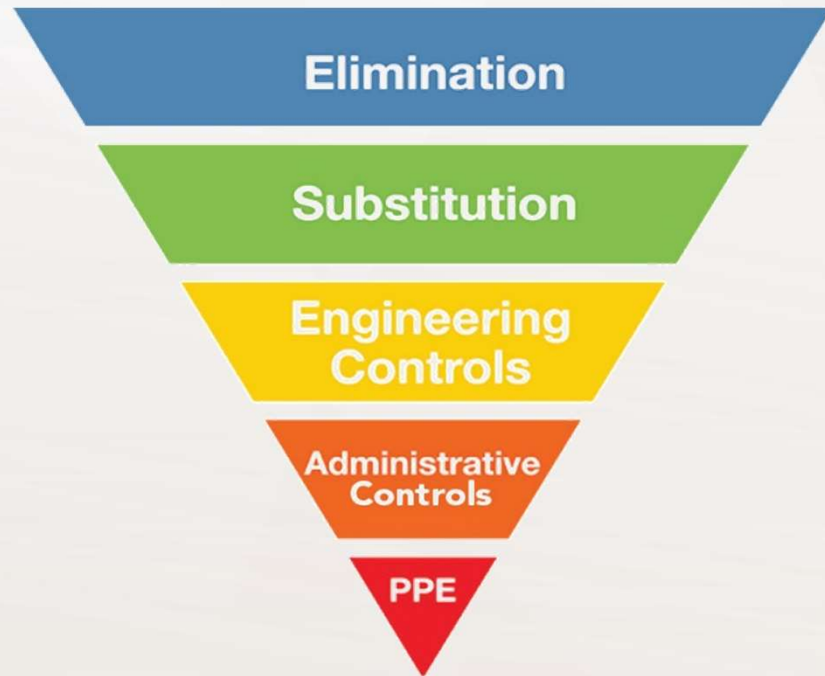 Elimination
Substitution
Engineering
Controls
Administrative
Controls
PPE